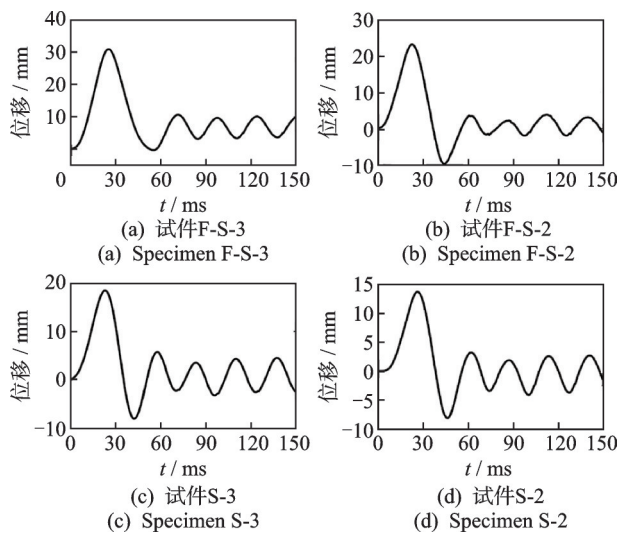 40
30
20
10
0
30
60
90
120
150
位移 / mm
t / ms
(a) 试件F-S-3
(a) Specimen F-S-3
30
20
10
0
−10
0
30
60
90
120
150
位移 / mm
t / ms
(b) 试件F-S-2
(b) Specimen F-S-2
20
10
0
−10
0
30
60
90
120
150
位移 / mm
t / ms
(c) 试件S-3
(c) Specimen S-3
15
10
5
0
−5
−10
0
30
60
90
120
150
位移 / mm
t / ms
(d) 试件S-2
(d) Specimen S-2